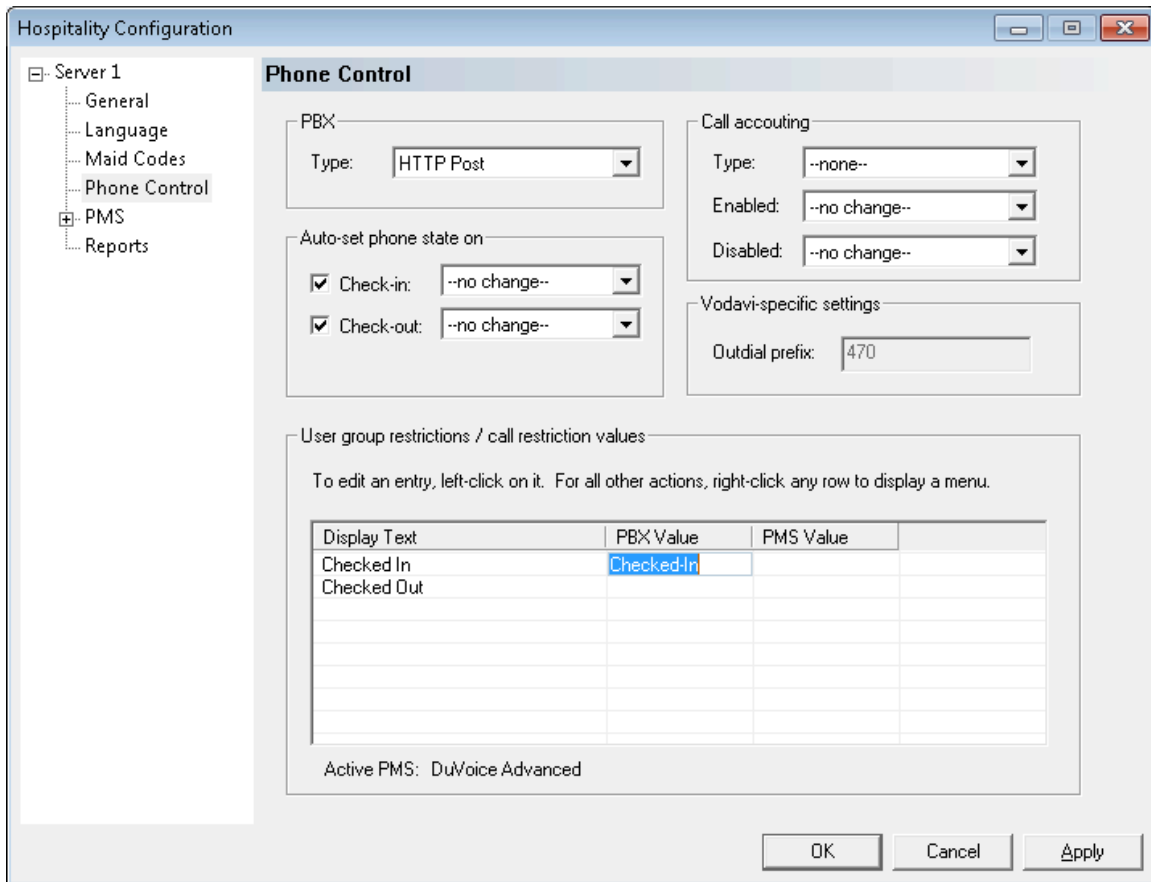 Hospitality Configuration
Server 1
General
Language
Maid Codes
Phone Control
PMS
Reports
Phone Control
PBX
Type: HTTP Post
Auto-set phone state on
Check-in: --no change--
Check-out: --no change--
Call accouting
Type: --none--
Enabled: --no change--
Disabled: --no change--
Vodavi-specific settings
Outdial prefix: 470
User group restrictions / call restriction values
To edit an entry, left-click on it.  For all other actions, right-click any row to display a menu.
Display Text PBX Value PMS Value
Checked In Checked-In
Checked Out
Active PMS: DuVoice Advanced
OK Cancel Apply